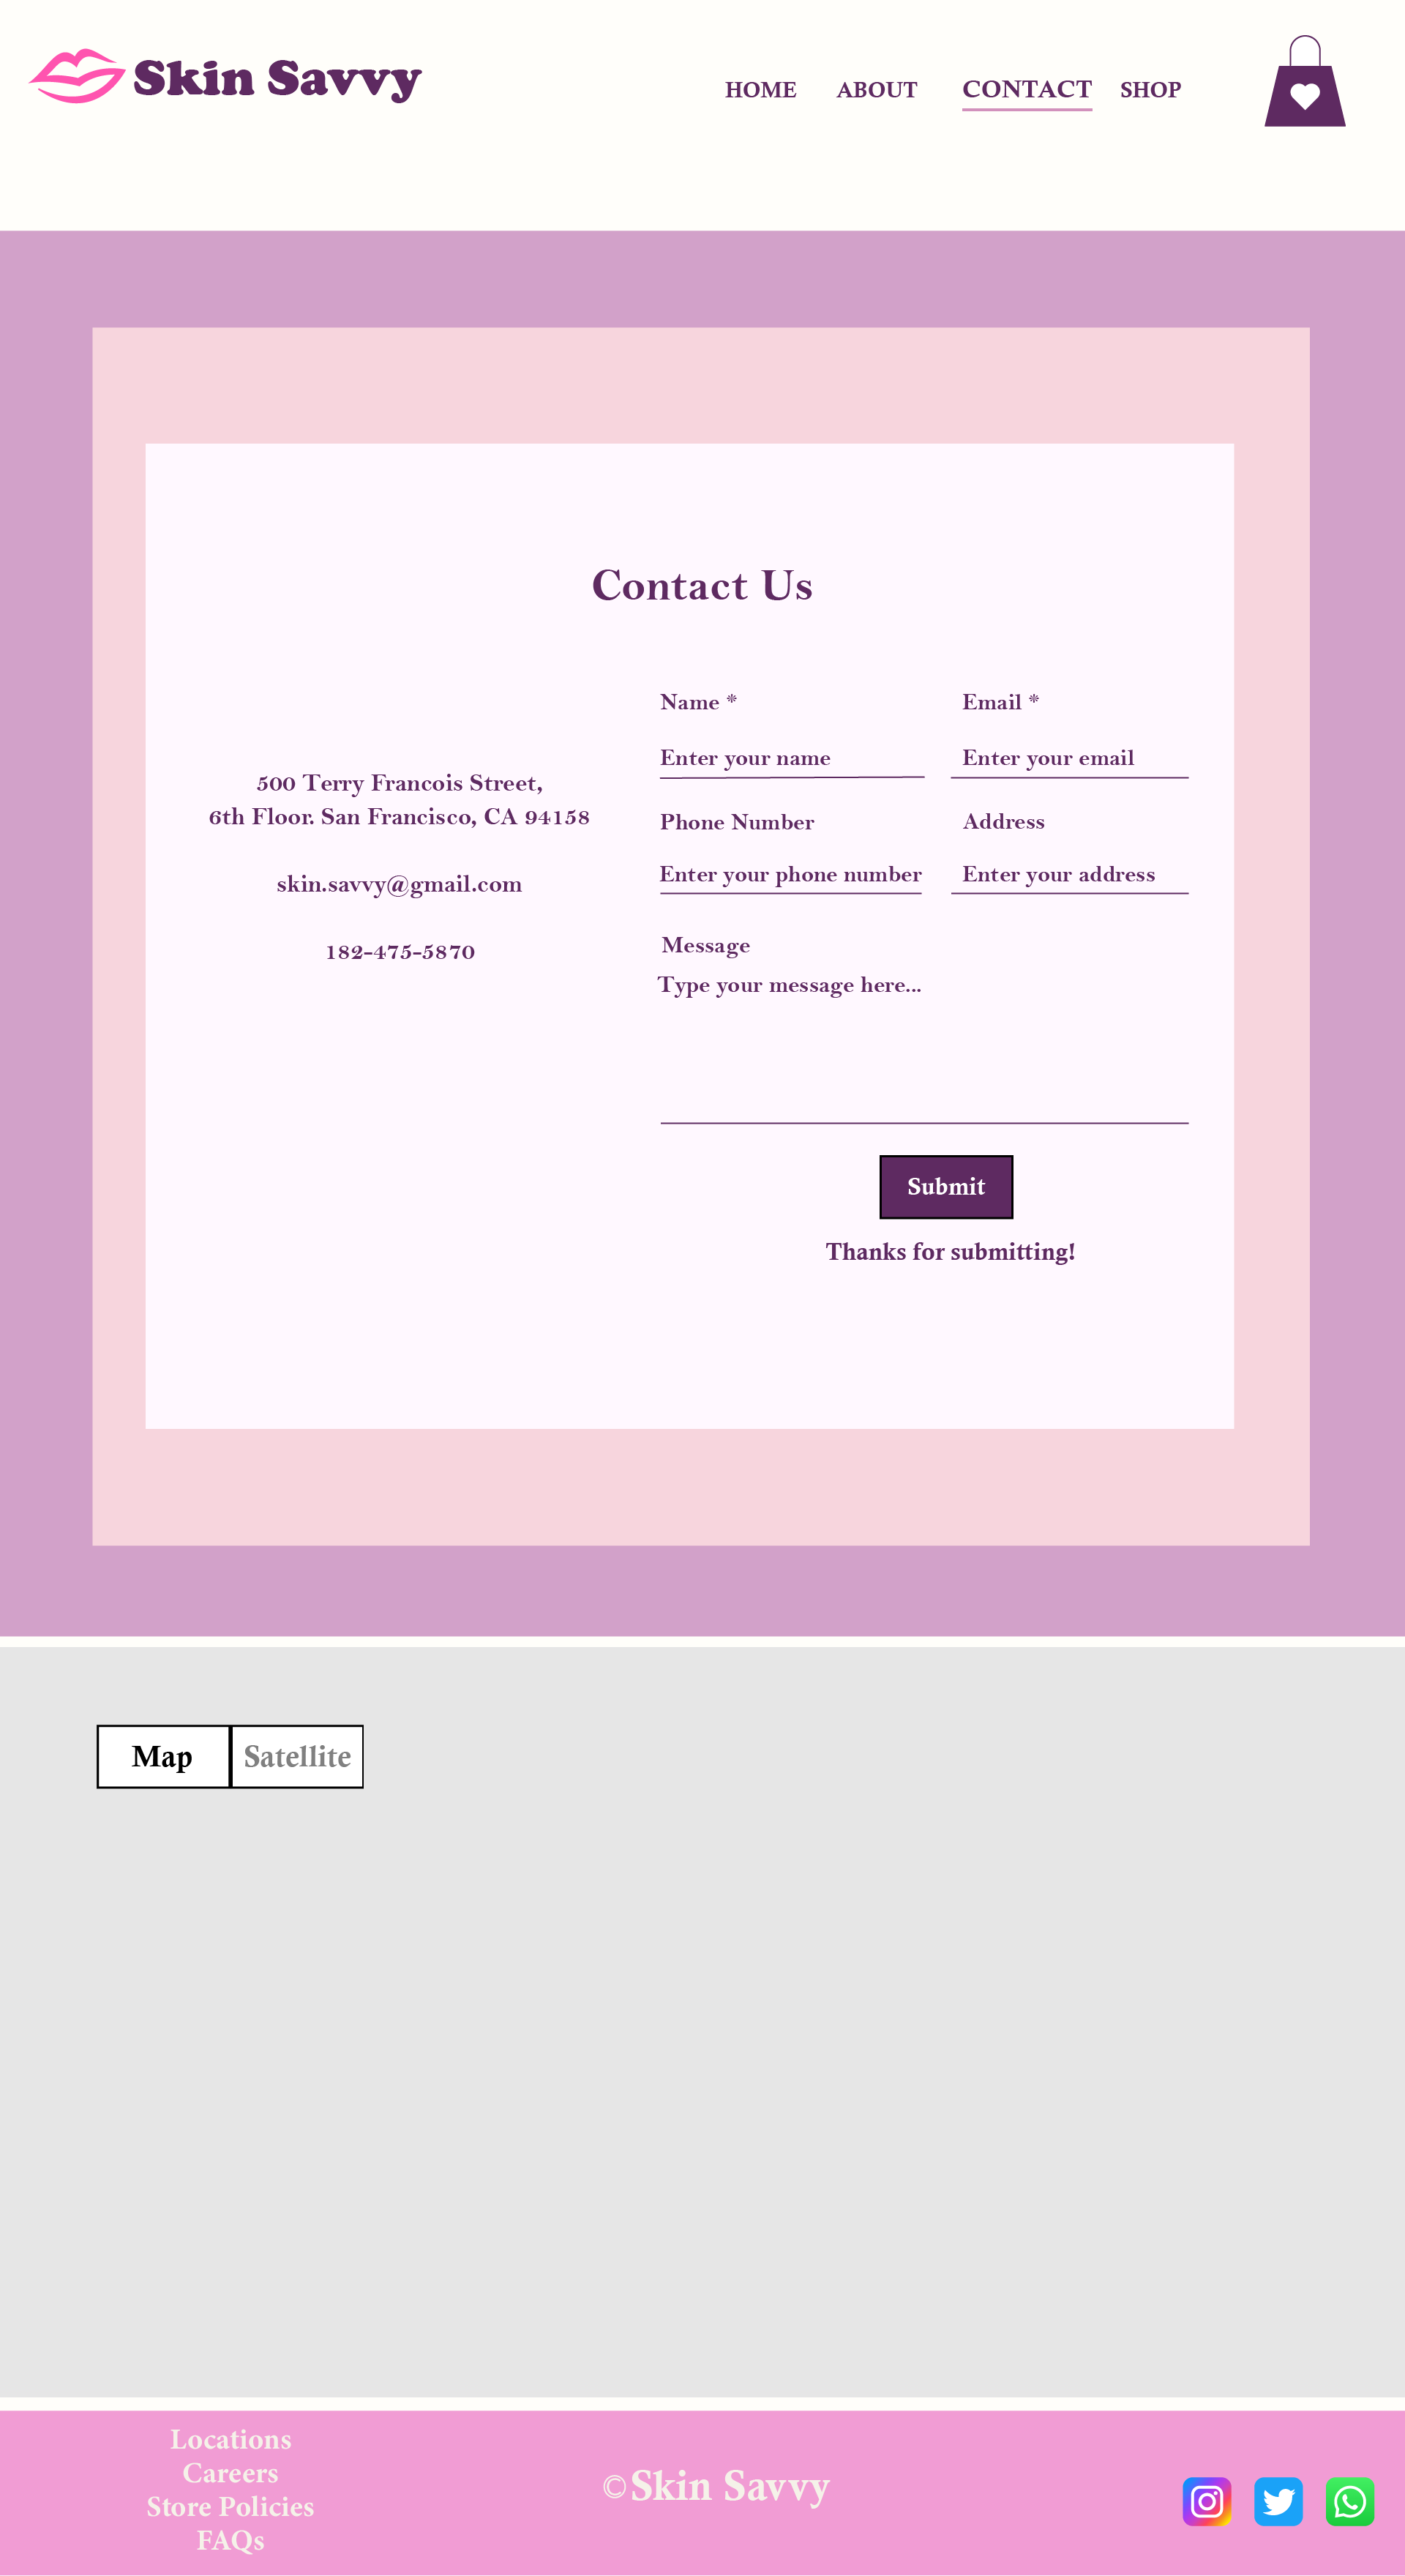 Skin Savvy
HOME ABOUT CONTACT SHOP
Contact Us
500 Terry Francois Street,
6th Floor. San Francisco, CA 94158
skin.savvy@gmail.com
182-475-5870
Name * Email *
Enter your name Enter your email
Phone Number Address
Enter your phone number Enter your address
Message
Type your message here...
Submit
Thanks for submitting!
Map Satellite
Locations
Careers
Store Policies
FAQs
©Skin Savvy